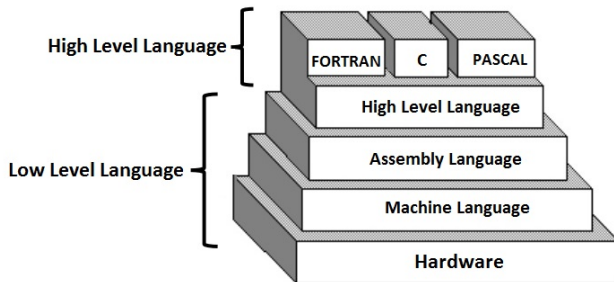 High Level Language
FORTRAN C PASCAL
High Level Language
Low Level Language
Assembly Language
Machine Language
Hardware